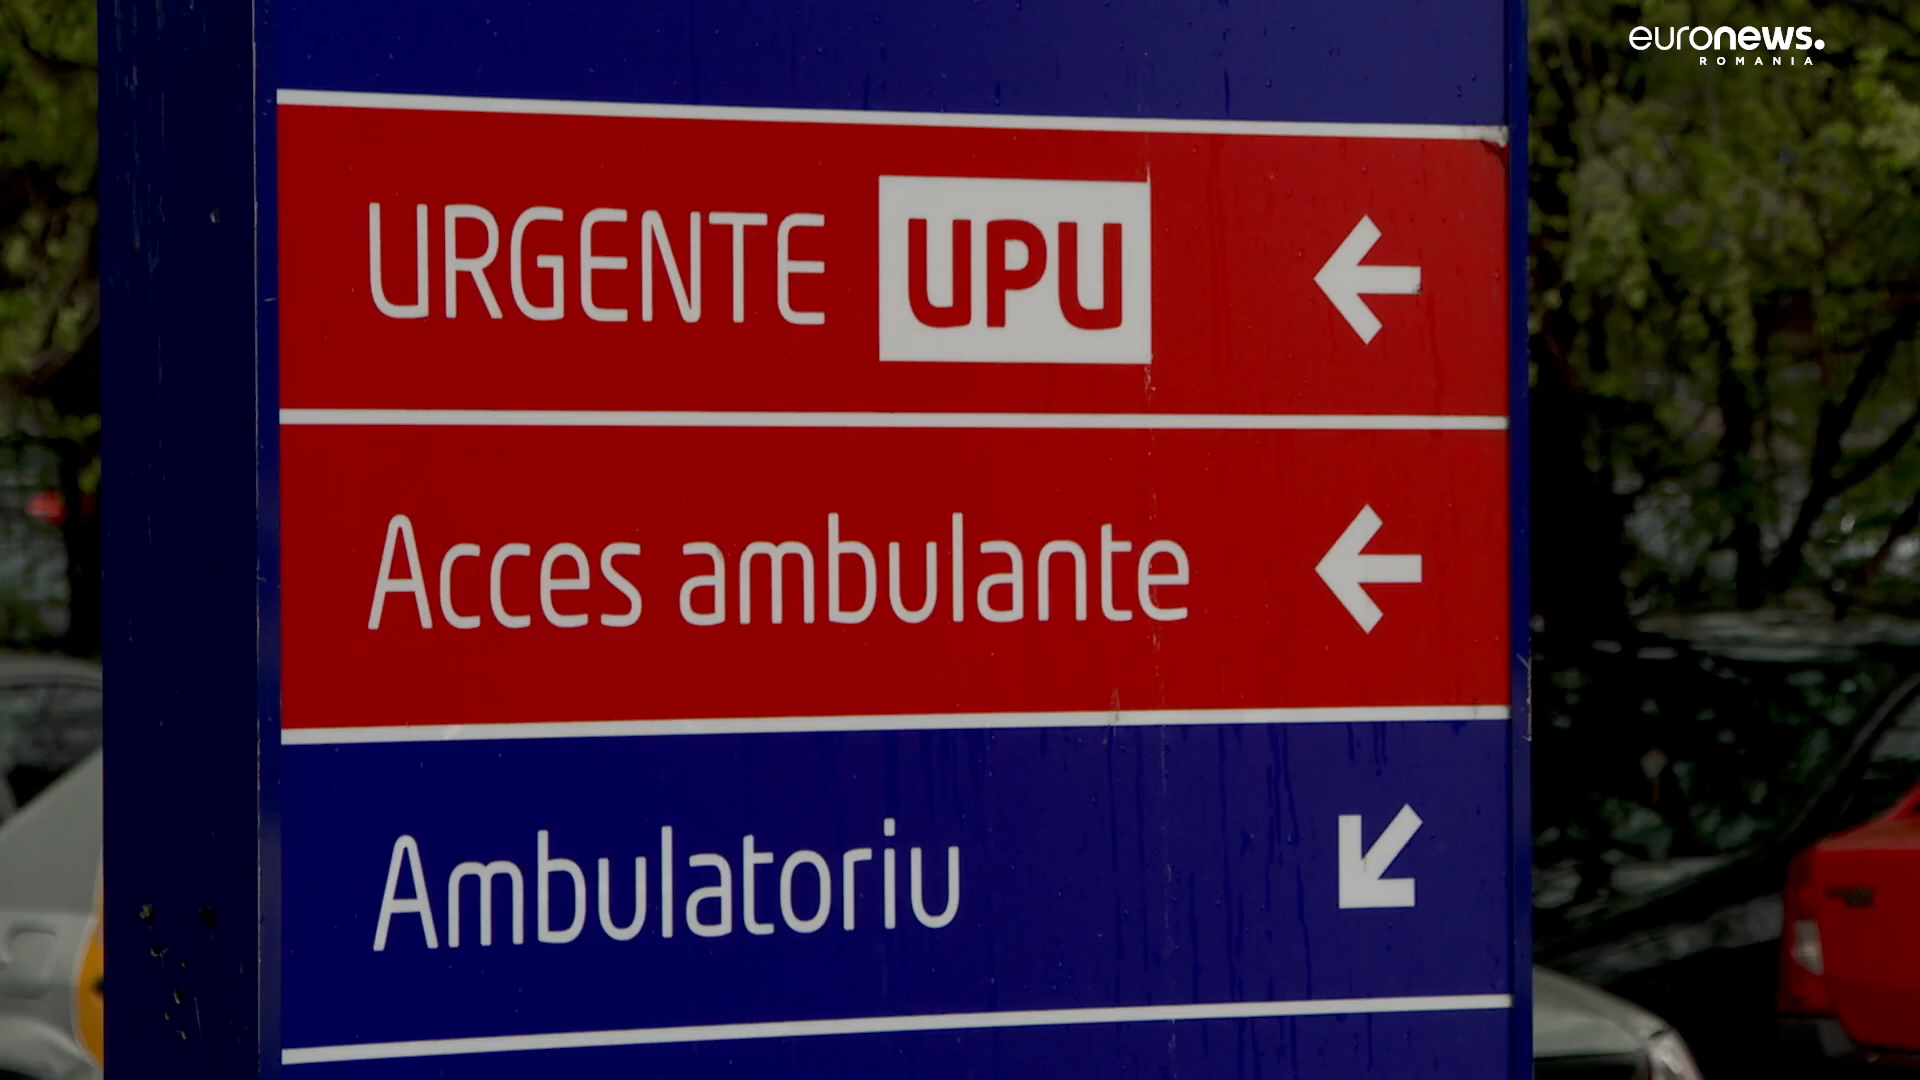 euronews.
ROMANIA
URGENTE UPU
Acces ambulante
Ambulatoriu